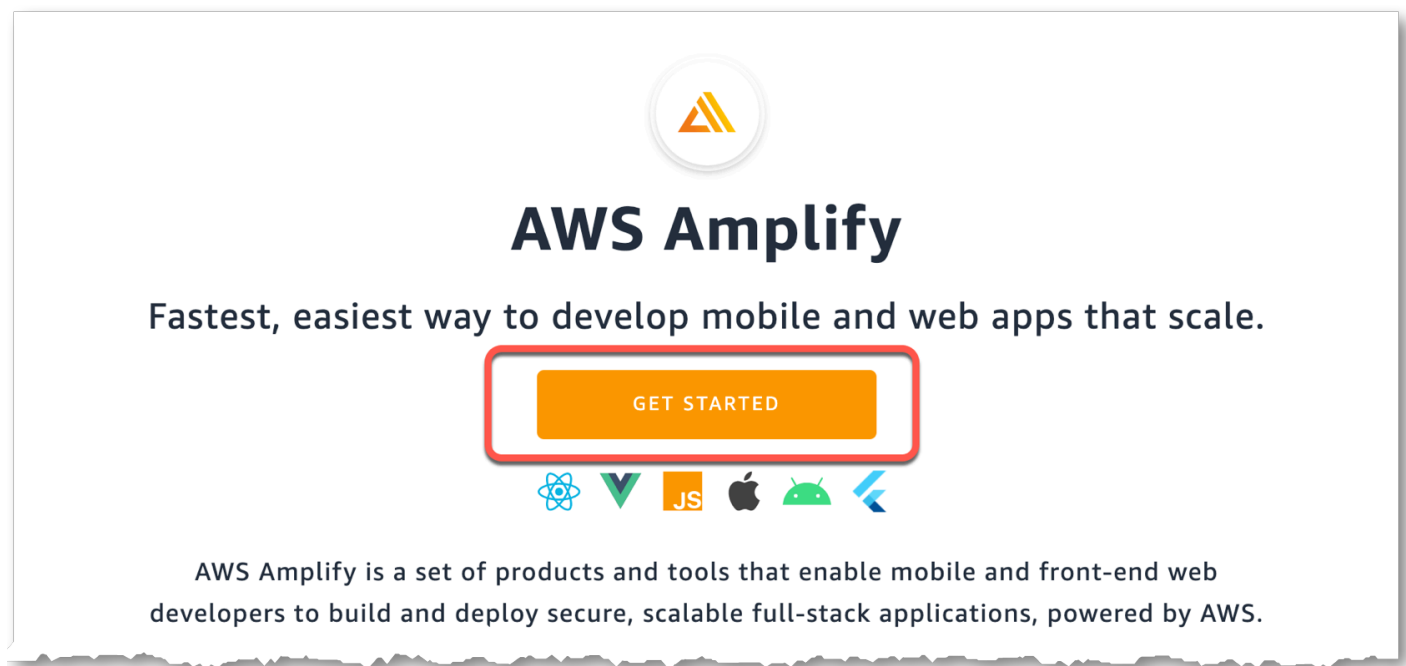 AWS Amplify
Fastest, easiest way to develop mobile and web apps that scale.
GET STARTED
JS
AWS Amplify is a set of products and tools that enable mobile and front-end web
developers to build and deploy secure, scalable full-stack applications, powered by AWS.